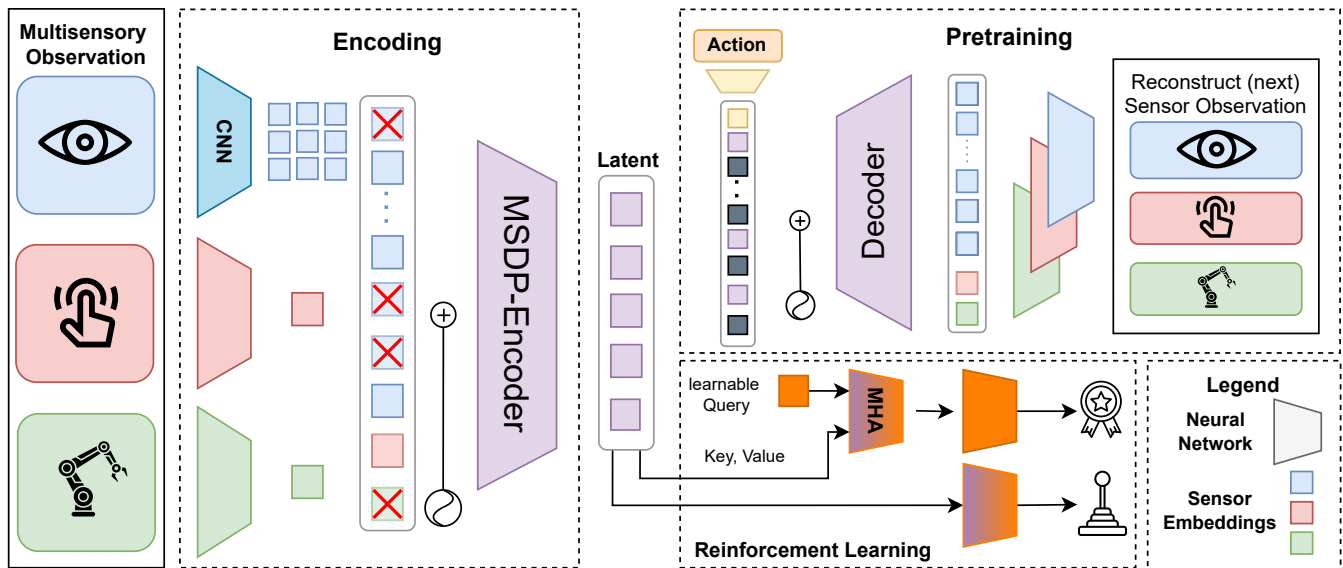 Multisensory
Observation
Encoding
CNN
MSDP-Encoder
Latent
Pretraining
Action
Decoder
Reconstruct (next)
Sensor Observation
learnable
Query
Key, Value
MHA
Reinforcement Learning
Legend
Neural
Network
Sensor
Embeddings